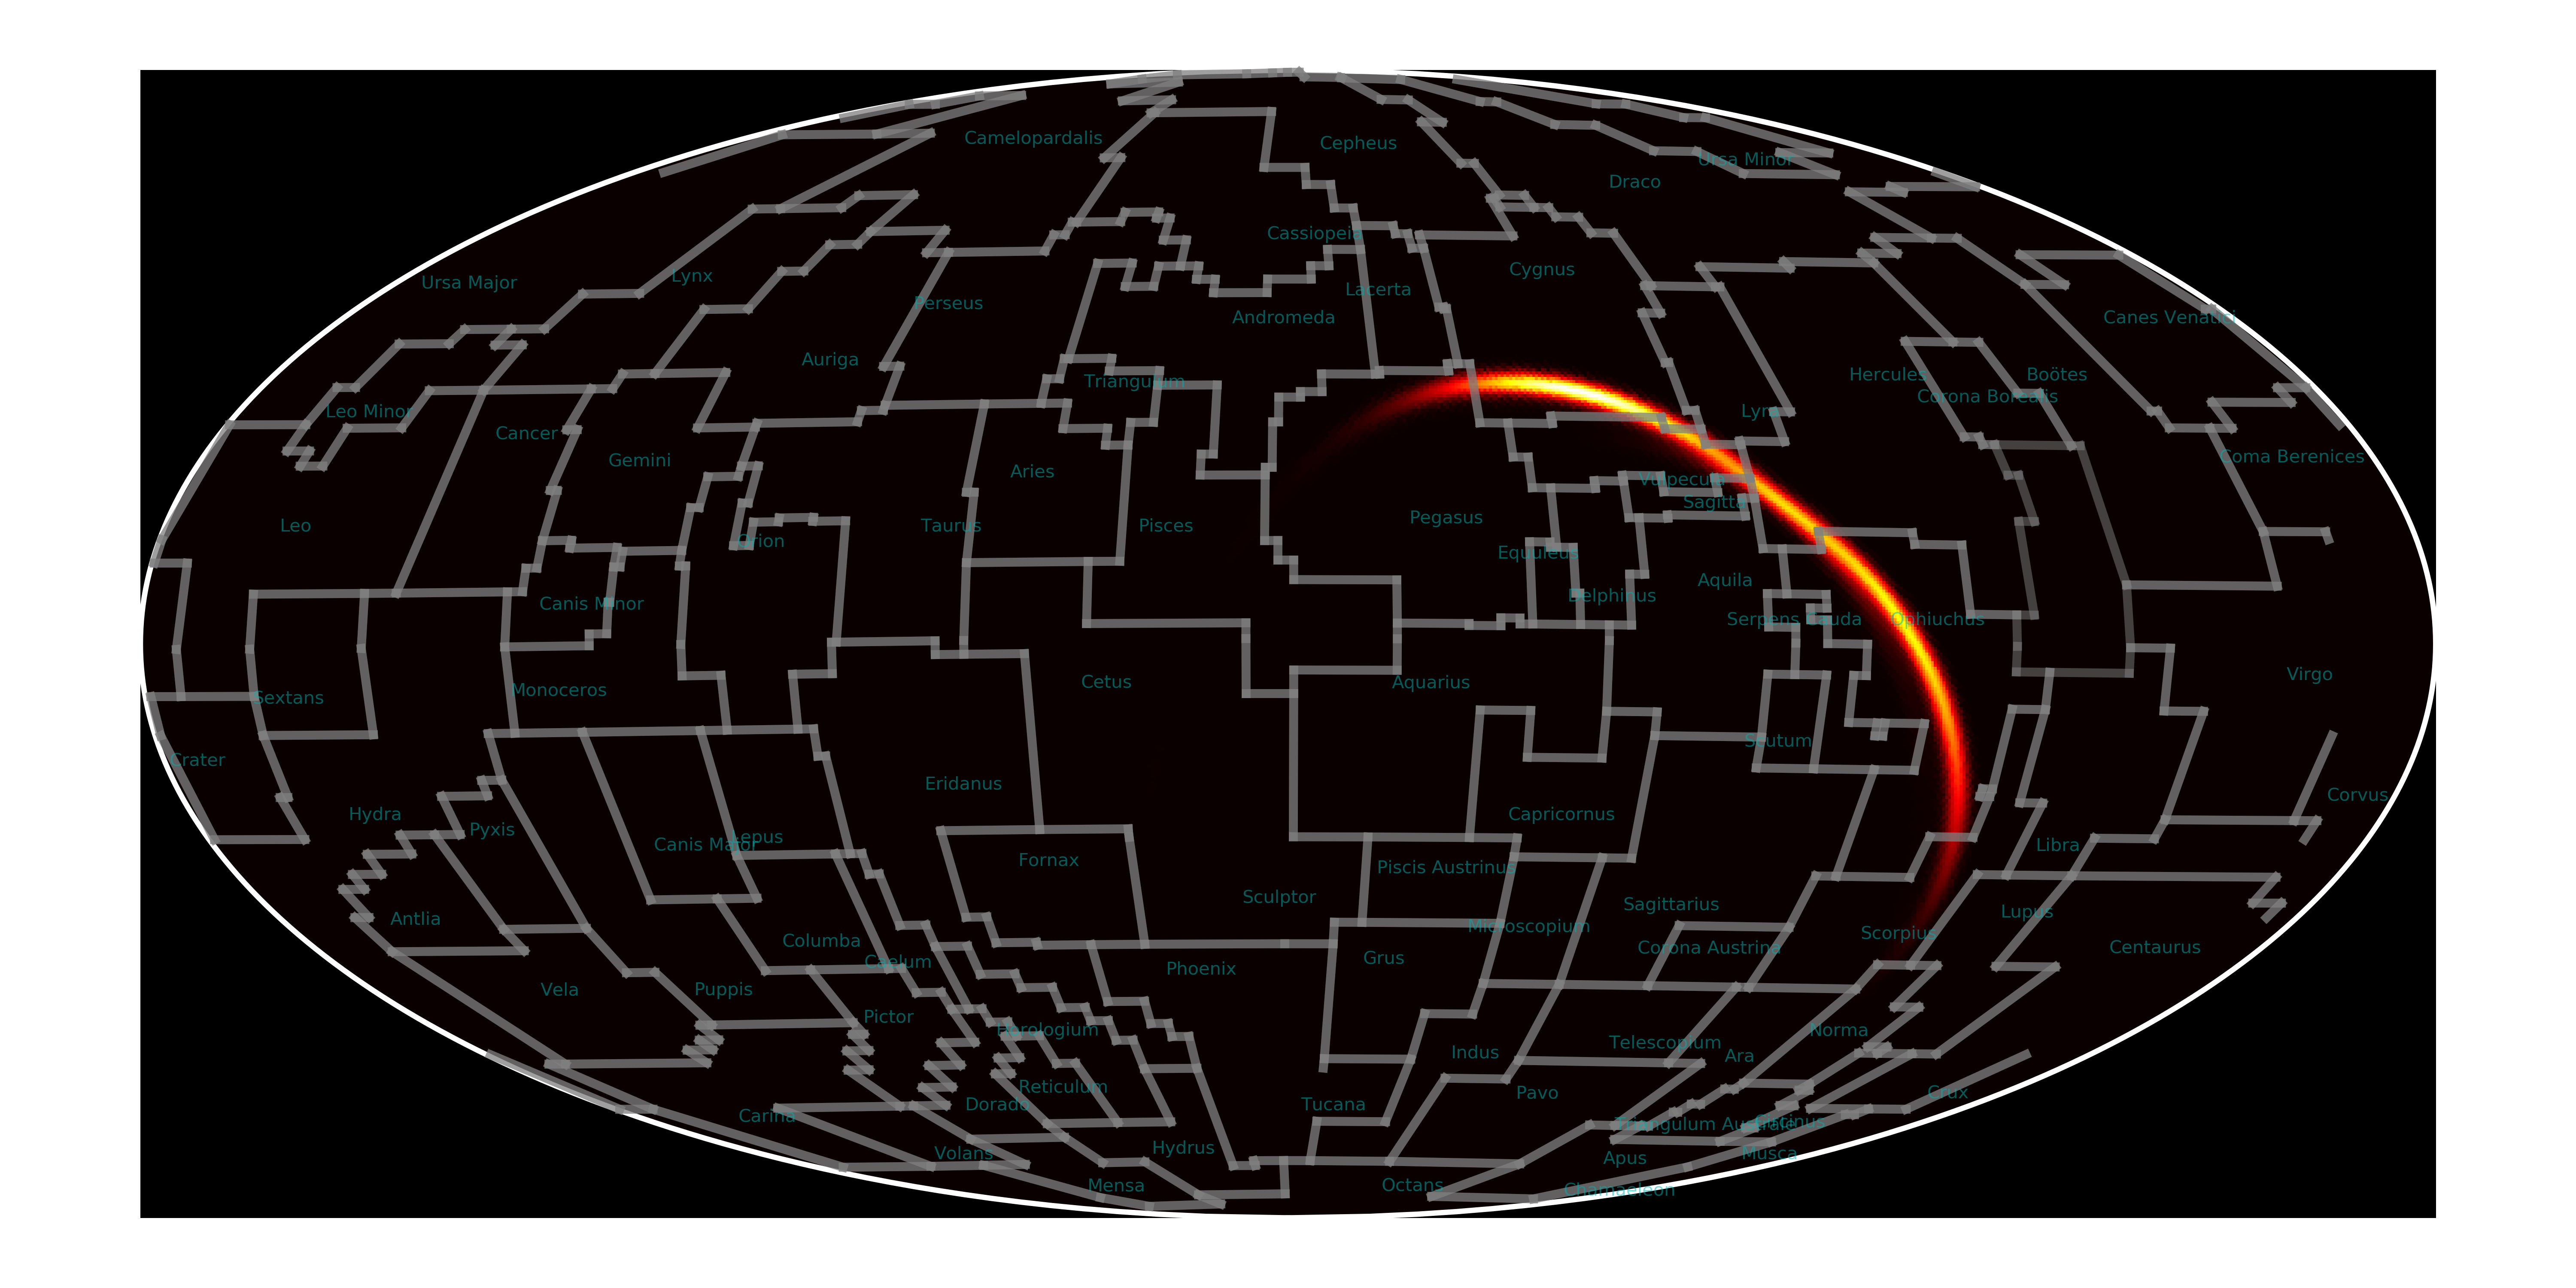 Camelopardalis
Cepheus
Ursa Minor
Draco
Cassiopeia
Cygnus
Ursa Major
Lynx
Lacerta
Perseus
Andromeda
Canes Venatici
Auriga
Triangulum
Hercules
Boötes
Corona Borealis
Leo Minor
Lyra
Cancer
Gemini
Aries
Coma Berenices
Vulpecula
Sagitta
Leo
Orion
Taurus
Pisces
Pegasus
Equuleus
Aquila
Canis Minor
Delphinus
Serpens Cauda
Ophiuchus
Virgo
Sextans
Monoceros
Cetus
Aquarius
Scutum
Crater
Eridanus
Corvus
Hydra
Pyxis
Capricornus
Canis Major
Lepus
Libra
Fornax
Piscis Austrinus
Sculptor
Sagittarius
Lupus
Antlia
Microscopium
Scorpius
Columba
Corona Austrina
Centaurus
Caelum
Grus
Phoenix
Vela
Puppis
Pictor
Horologium
Norma
Telescopium
Indus
Ara
Reticulum
Pavo
Crux
Dorado
Tucana
Carina
Triangulum Australe
Circinus
Hydrus
Volans
Apus
Musca
Mensa
Octans
Chamaeleon